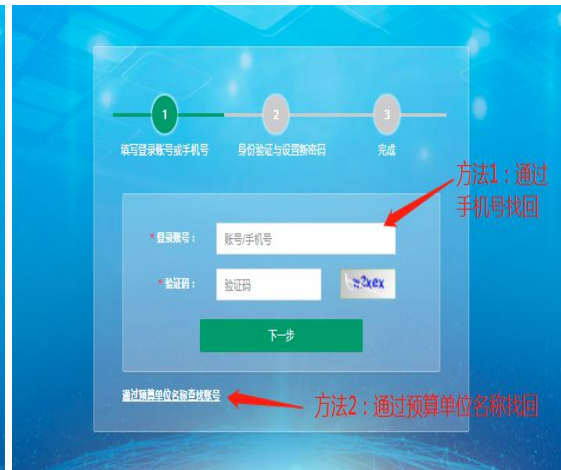 1
2
3
填写登录账号或手机号
身份验证与设置新密码
完成
方法1：通过
手机号找回
*登录账号：
账号/手机号
*验证码：
验证码
w2xex
下一步
通过预算单位名称查找账号
方法2：通过预算单位名称找回